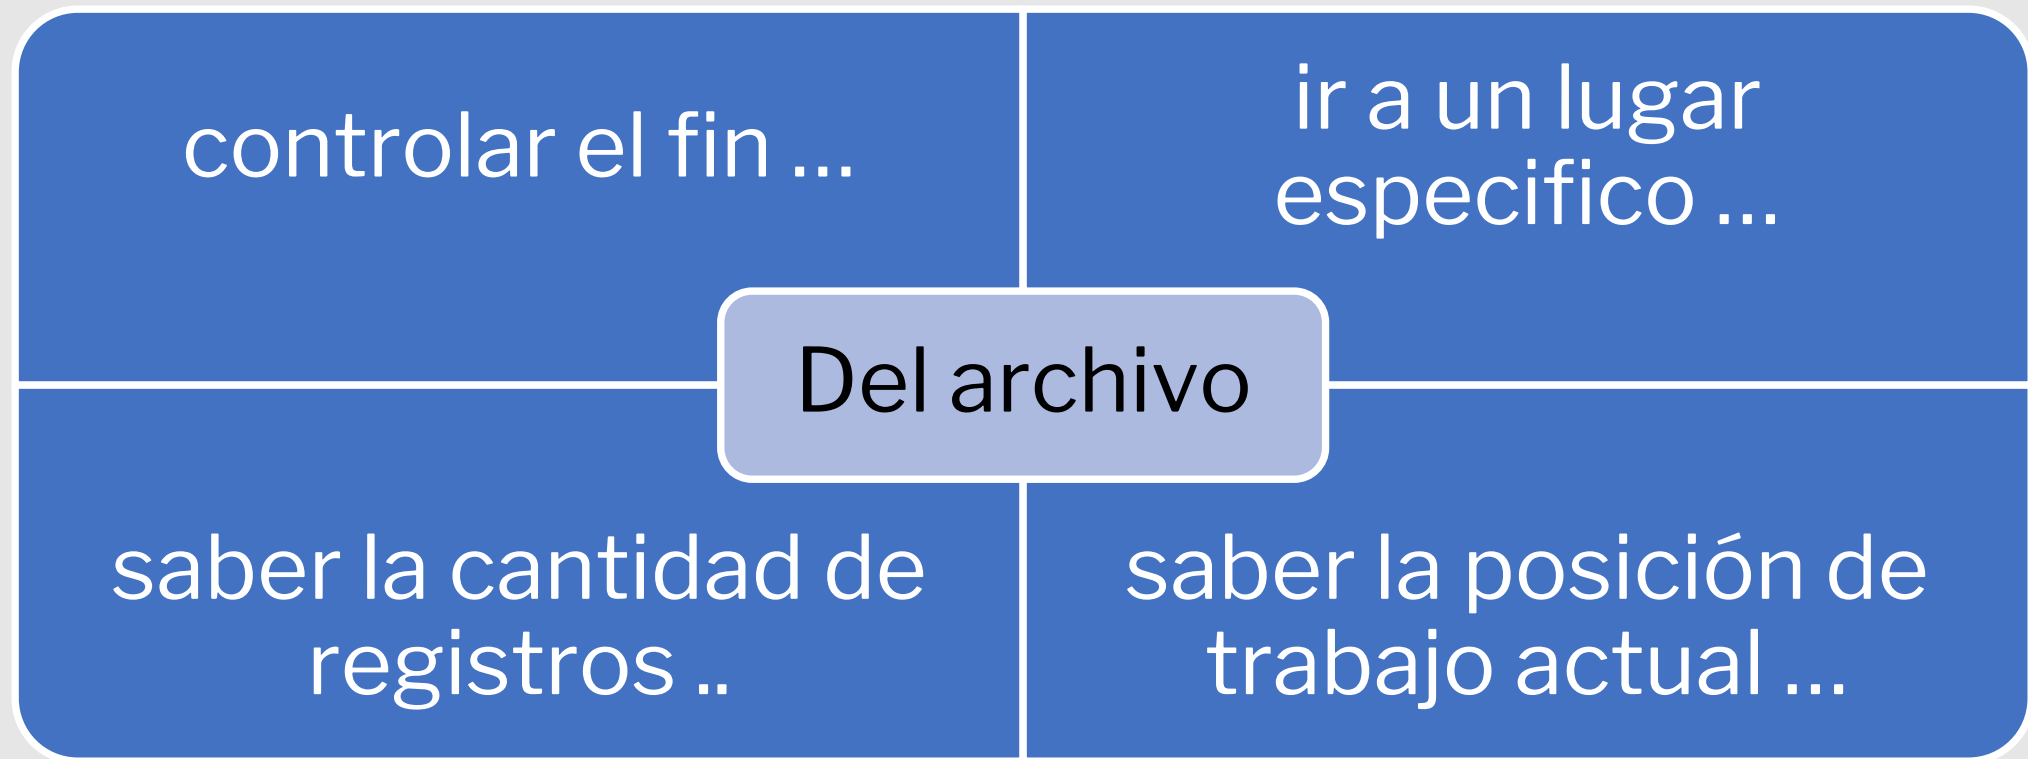 controlar el fin ...
ir a un lugar
especifico ...
Del archivo
saber la cantidad de
registros ..
saber la posición de
trabajo actual ...